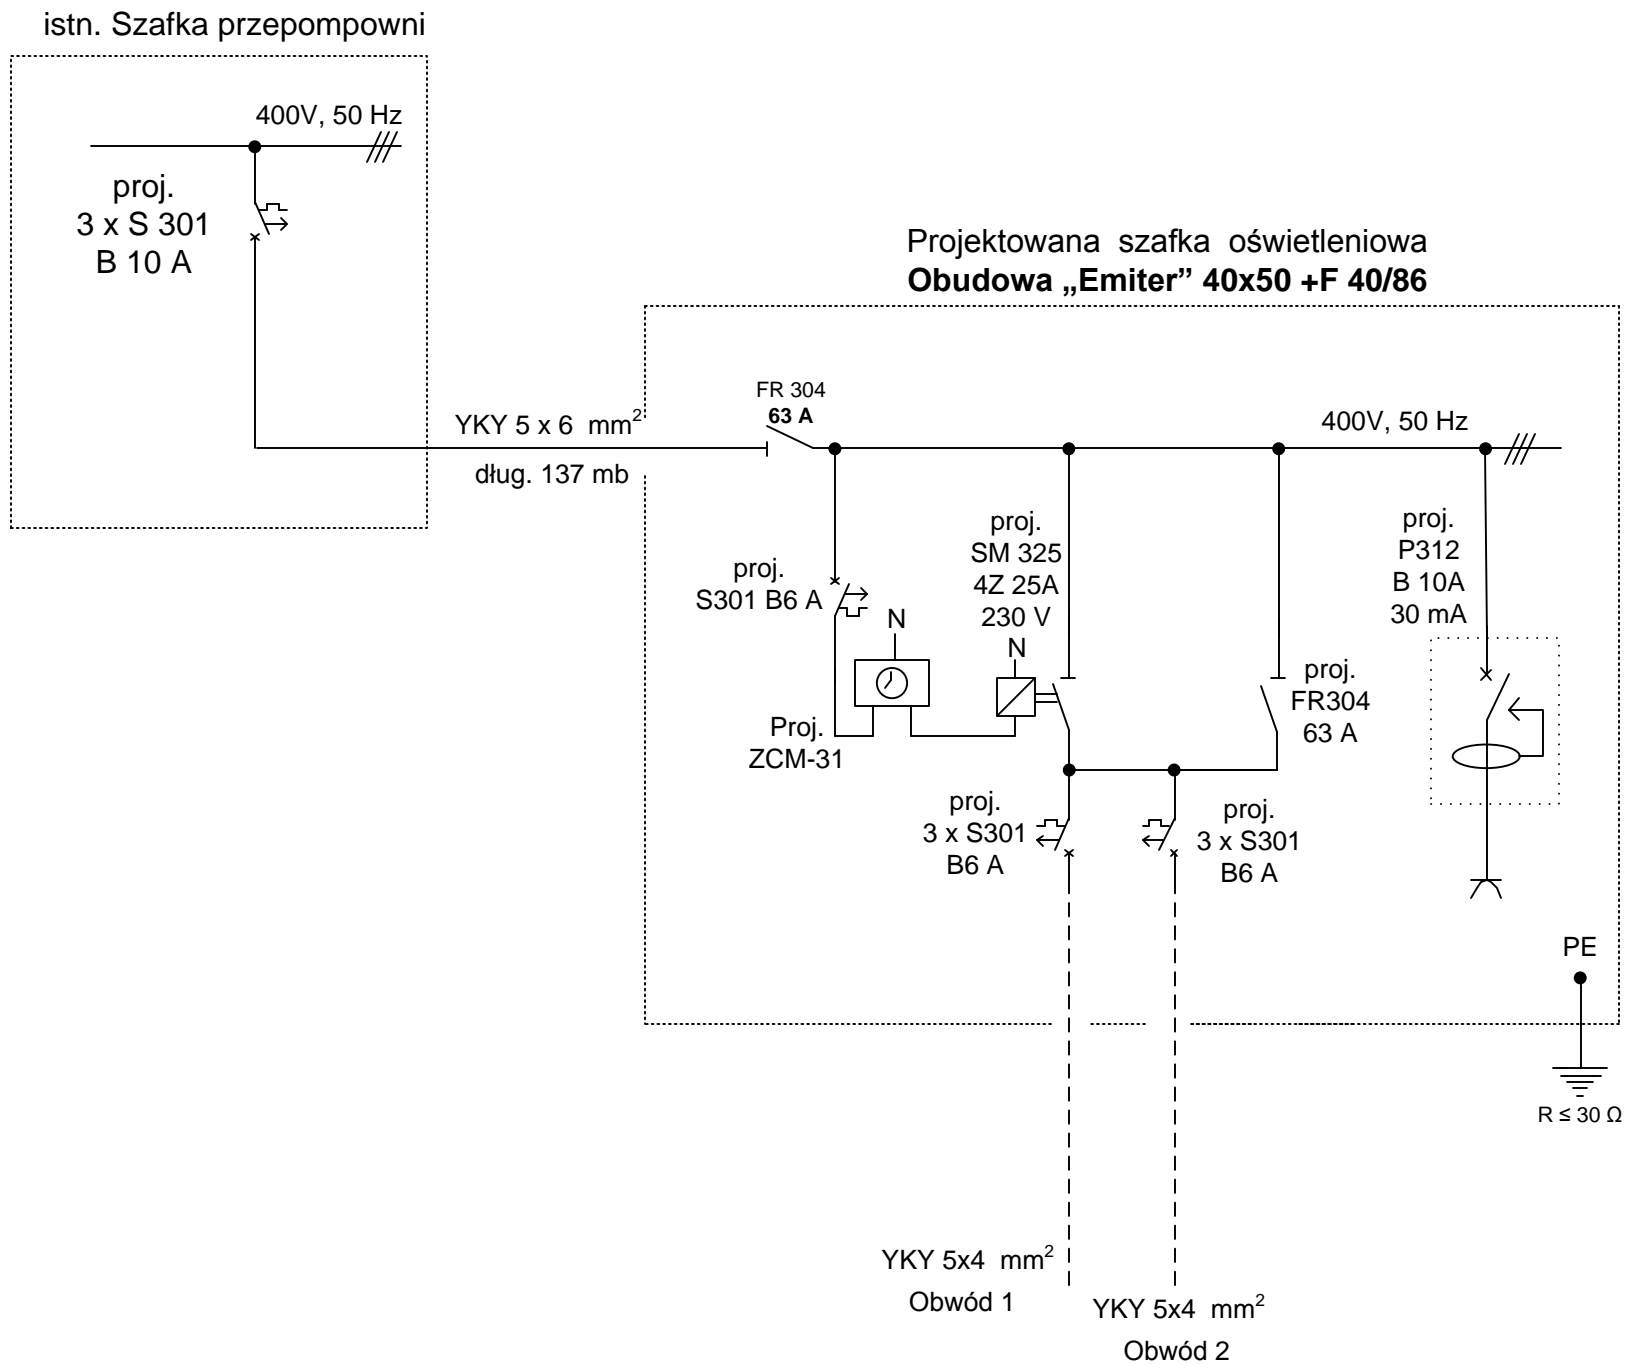 istn. Szafka przepompowni
400V, 50 Hz
proj.
3 x S 301
B 10 A
Projektowana szafka oświetleniowa
Obudowa „Emiter” 40x50 +F 40/86
FR 304
63 A
YKY 5 x 6 mm²
dług. 137 mb
400V, 50 Hz
proj.
S301 B6 A
N
Proj.
ZCM-31
proj.
SM 325
4Z 25A
230 V
N
proj.
FR304
63 A
proj.
P312
B 10A
30 mA
proj.
3 x S301
B6 A
proj.
3 x S301
B6 A
PE
R ≤ 30 Ω
YKY 5x4 mm²
Obwód 1
YKY 5x4 mm²
Obwód 2